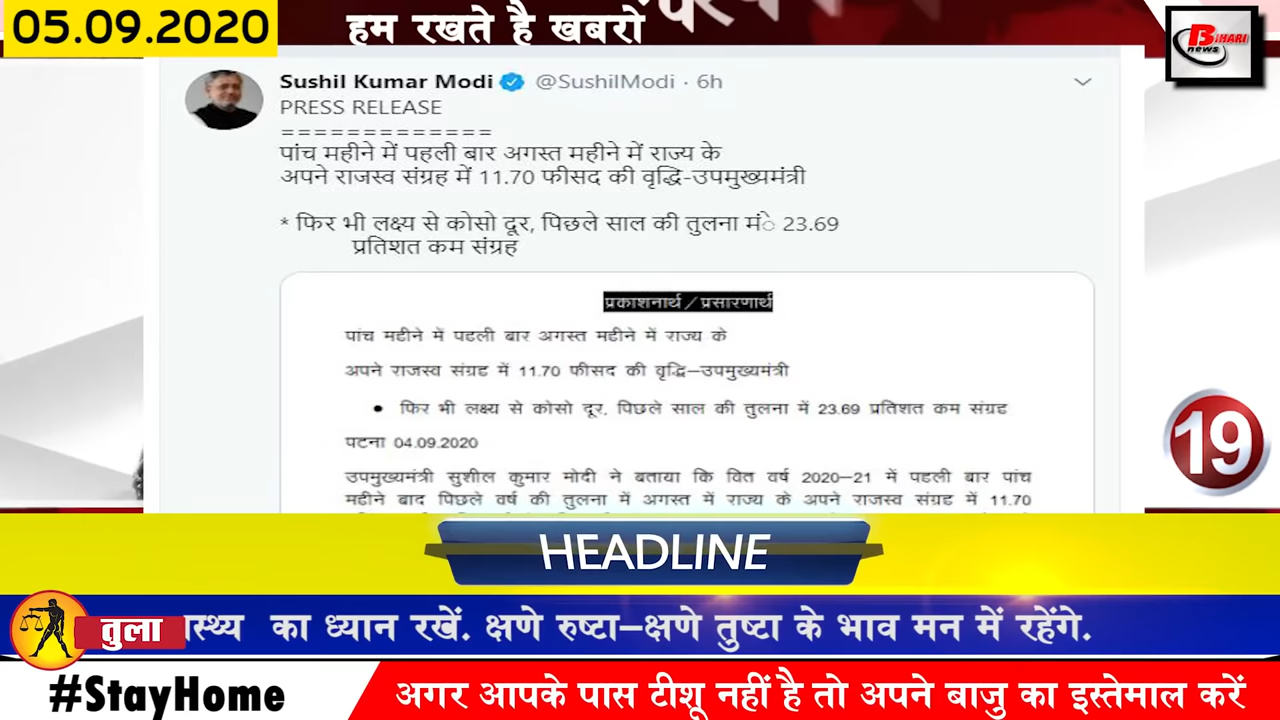 05.09.2020
हम रखते है खबरों प
BIHARI
news
Sushil Kumar Modi @SushilModi · 6h
PRESS RELEASE
=============
पांच महीने में पहली बार अगस्त महीने में राज्य के
अपने राजस्व संग्रह में 11.70 फीसद की वृद्धि-उपमुख्यमंत्री
* फिर भी लक्ष्य से कोसो दूर, पिछले साल की तुलना मंे 23.69
प्रतिशत कम संग्रह
प्रकाशनार्थ / प्रसारणार्थ
पांच महीने में पहली बार अगस्त महीने में राज्य के
अपने राजस्व संग्रह में 11.70 फीसद की वृद्धि–उपमुख्यमंत्री
• फिर भी लक्ष्य से कोसो दूर, पिछले साल की तुलना में 23.69 प्रतिशत कम संग्रह
पटना 04.09.2020
उपमुख्यमंत्री सुशील कुमार मोदी ने बताया कि वित वर्ष 2020–21 में पहली बार पांच
महीने बाद पिछले वर्ष की तुलना में अगस्त में राज्य के अपने राजस्व संग्रह में 11.70
19
HEADLINE
तुला
ास्थ्य का ध्यान रखें. क्षणे रुष्टा–क्षणे तुष्टा के भाव मन में रहेंगे.
#StayHome
अगर आपके पास टीशू नहीं है तो अपने बाजु का इस्तेमाल करें